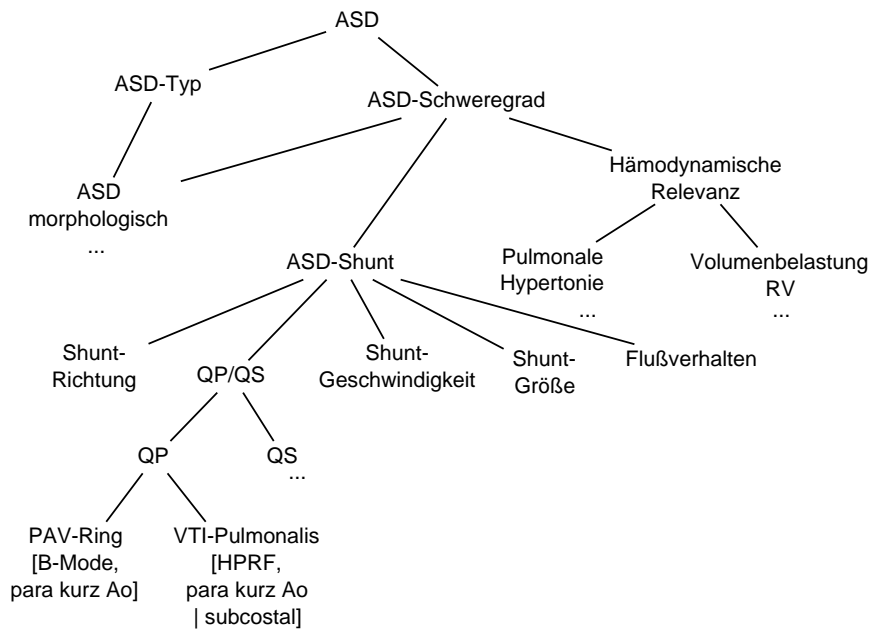 ASD
ASD-Typ
ASD-Schweregrad
ASD
morphologisch
...
Hämodynamische
Relevanz
ASD-Shunt
Pulmonale
Hypertonie
...
Volumenbelastung
RV
...
Shunt-
Richtung
QP/QS
Shunt-
Geschwindigkeit
Shunt-
Größe
Flußverhalten
QP
QS
...
PAV-Ring
[B-Mode,
para kurz Ao]
VTI-Pulmonalis
[HPRF,
para kurz Ao
| subcostal]